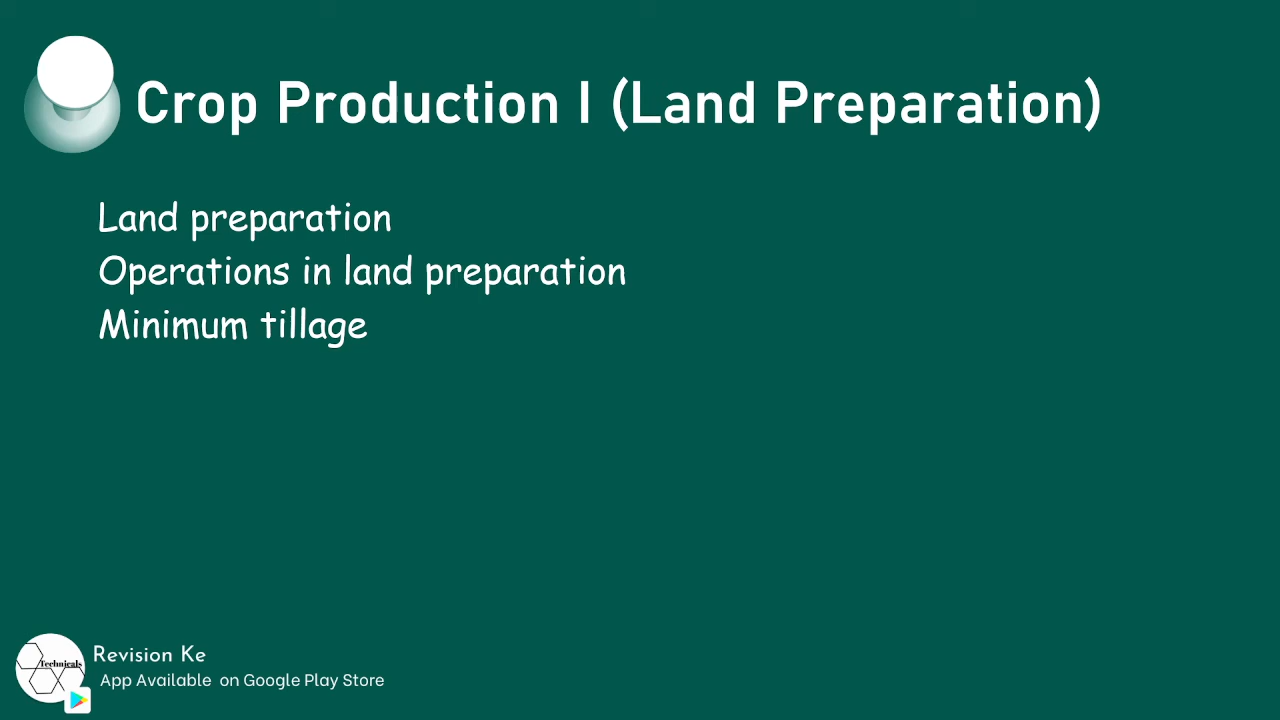 Crop Production I (Land Preparation)
Land preparation
Operations in land preparation
Minimum tillage
Technicals
Revision Ke
App Available on Google Play Store